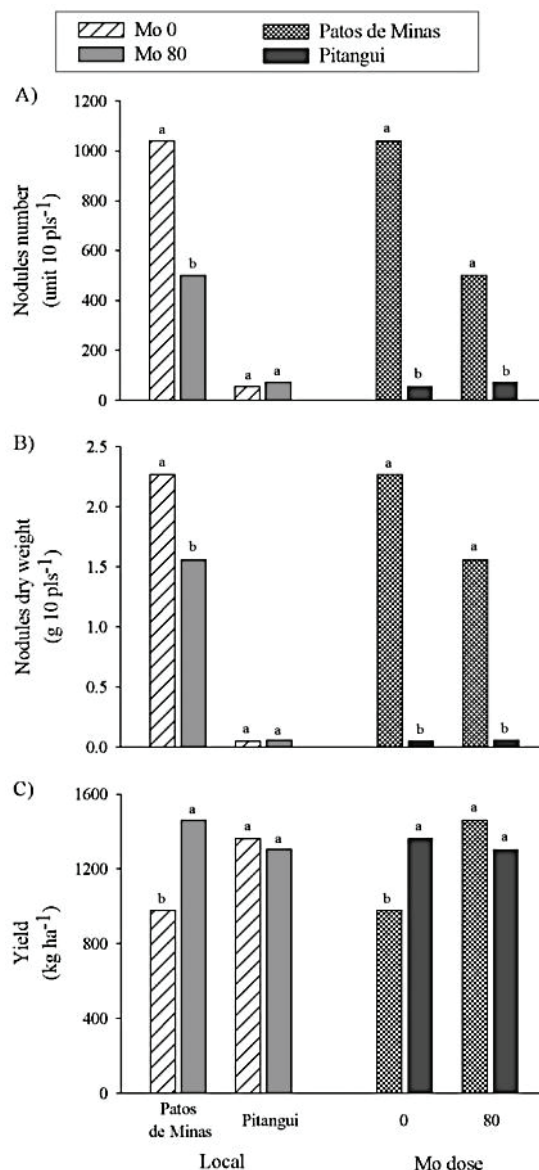 Mo 0
Patos de Minas
Mo 80
Pitangui
A)
1200
1000
800
600
400
200
0
Nodules number
(unit 10 pls⁻¹)
a
b
a
a
a
b
a
b
B)
2.5
2.0
1.5
1.0
0.5
0.0
Nodules dry weight
(g 10 pls⁻¹)
a
b
a
a
a
b
a
b
C)
1600
1200
800
400
0
Yield
(kg ha⁻¹)
b
a
a
a
b
a
a
a
Patos
de Minas
Pitangui
0
80
Local
Mo dose